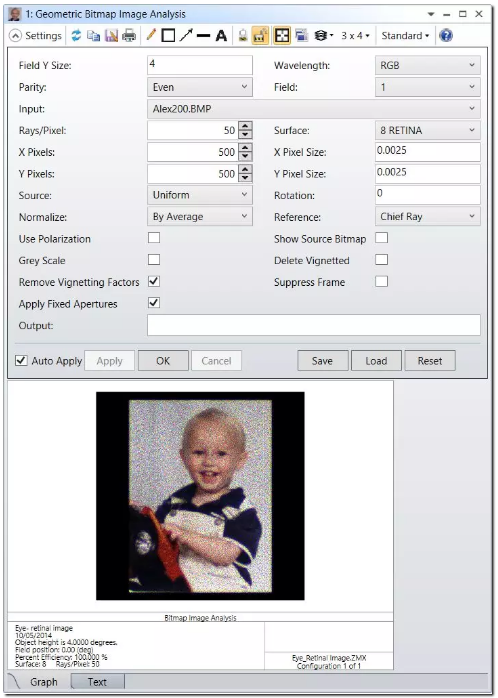 1: Geometric Bitmap Image Analysis
Settings A 3 x 4 Standard
Field Y Size: 4 Wavelength: RGB
Parity: Even Field: 1
Input: Alex200.BMP
Rays/Pixel: 50 Surface: 8 RETINA
X Pixels: 500 X Pixel Size: 0.0025
Y Pixels: 500 Y Pixel Size: 0.0025
Source: Uniform Rotation: 0
Normalize: By Average Reference: Chief Ray
Use Polarization Show Source Bitmap
Grey Scale Delete Vignetted
Remove Vignetting Factors Suppress Frame
Apply Fixed Apertures
Output:
Auto Apply Apply OK Cancel Save Load Reset
Bitmap Image Analysis
Eye- retinal image
10/05/2014
Object height is 4.0000 degrees.
Field position: 0.00 (deg)
Percent Efficiency: 100.000 %
Surface: 8 Rays/Pixel: 50
Eye_Retinal Image.ZMX
Configuration 1 of 1
Graph Text